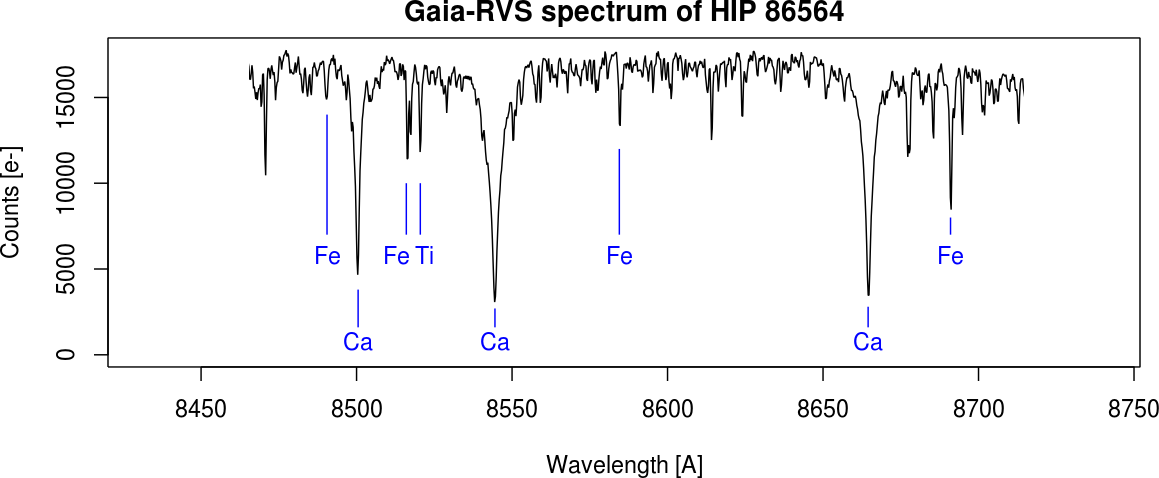 Gaia-RVS spectrum of HIP 86564
Counts [e-]
15000
10000
5000
0
Fe
Fe
Ti
Fe
Fe
Ca
Ca
Ca
8450
8500
8550
8600
8650
8700
8750
Wavelength [A]